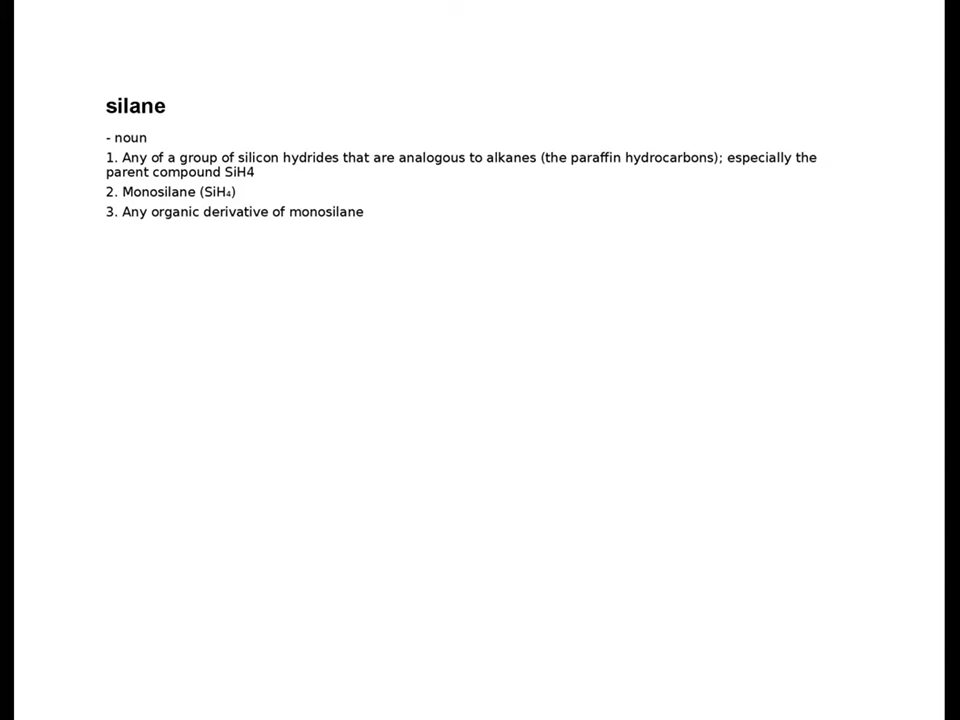 silane
- noun
1. Any of a group of silicon hydrides that are analogous to alkanes (the paraffin hydrocarbons); especially the
parent compound SiH4
2. Monosilane (SiH₄)
3. Any organic derivative of monosilane